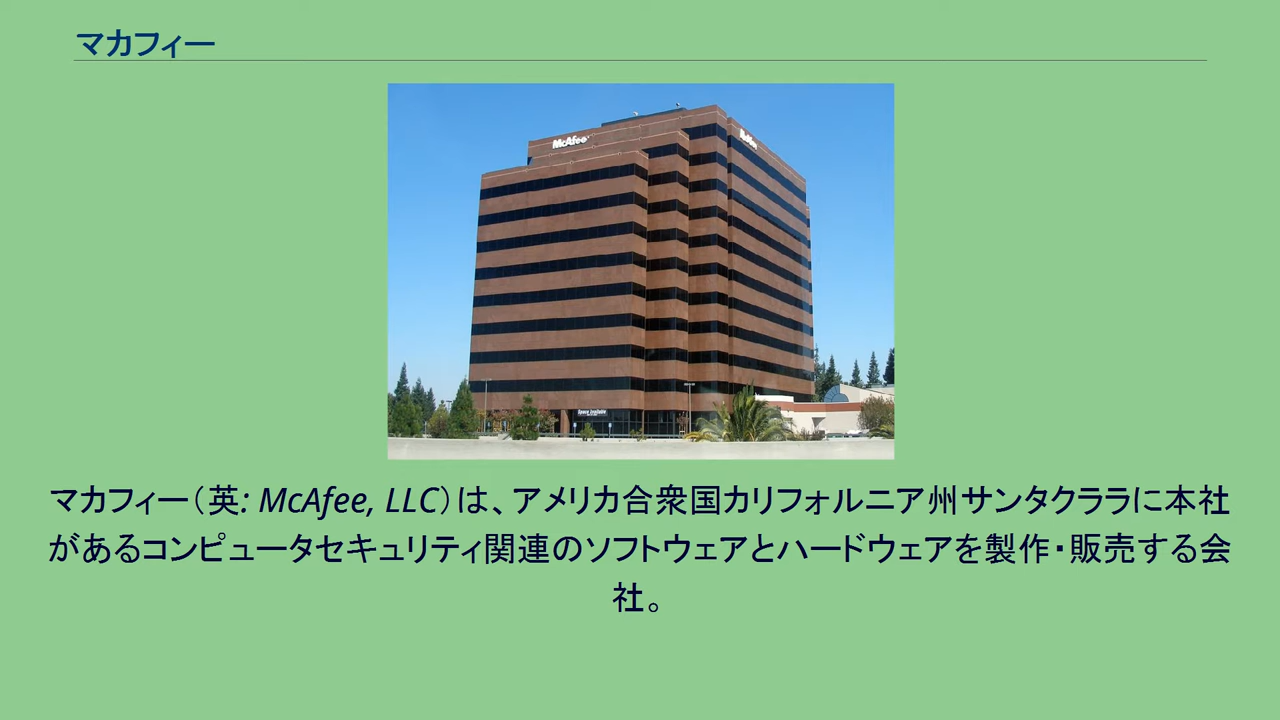 マカフィー
McAfee
McAfee
Space Available
マカフィー（英: McAfee, LLC）は、アメリカ合衆国カリフォルニア州サンタクララに本社
があるコンピュータセキュリティ関連のソフトウェアとハードウェアを製作・販売する会
社。